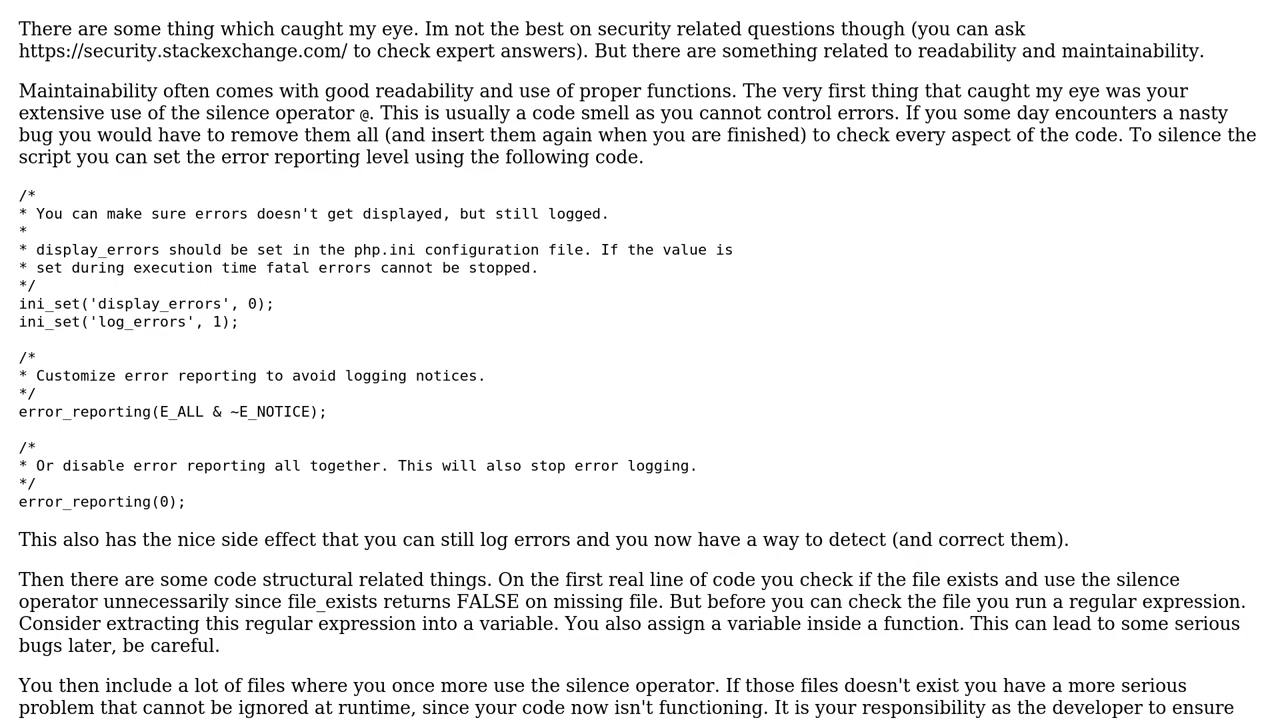 There are some thing which caught my eye. Im not the best on security related questions though (you can ask
https://security.stackexchange.com/ to check expert answers). But there are something related to readability and maintainability.
Maintainability often comes with good readability and use of proper functions. The very first thing that caught my eye was your
extensive use of the silence operator @. This is usually a code smell as you cannot control errors. If you some day encounters a nasty
bug you would have to remove them all (and insert them again when you are finished) to check every aspect of the code. To silence the
script you can set the error reporting level using the following code.
/*
* You can make sure errors doesn't get displayed, but still logged.
*
* display_errors should be set in the php.ini configuration file. If the value is
* set during execution time fatal errors cannot be stopped.
*/
ini_set('display_errors', 0);
ini_set('log_errors', 1);
/*
* Customize error reporting to avoid logging notices.
*/
error_reporting(E_ALL & ~E_NOTICE);
/*
* Or disable error reporting all together. This will also stop error logging.
*/
error_reporting(0);
This also has the nice side effect that you can still log errors and you now have a way to detect (and correct them).
Then there are some code structural related things. On the first real line of code you check if the file exists and use the silence
operator unnecessarily since file_exists returns FALSE on missing file. But before you can check the file you run a regular expression.
Consider extracting this regular expression into a variable. You also assign a variable inside a function. This can lead to some serious
bugs later, be careful.
You then include a lot of files where you once more use the silence operator. If those files doesn't exist you have a more serious
problem that cannot be ignored at runtime, since your code now isn't functioning. It is your responsibility as the developer to ensure